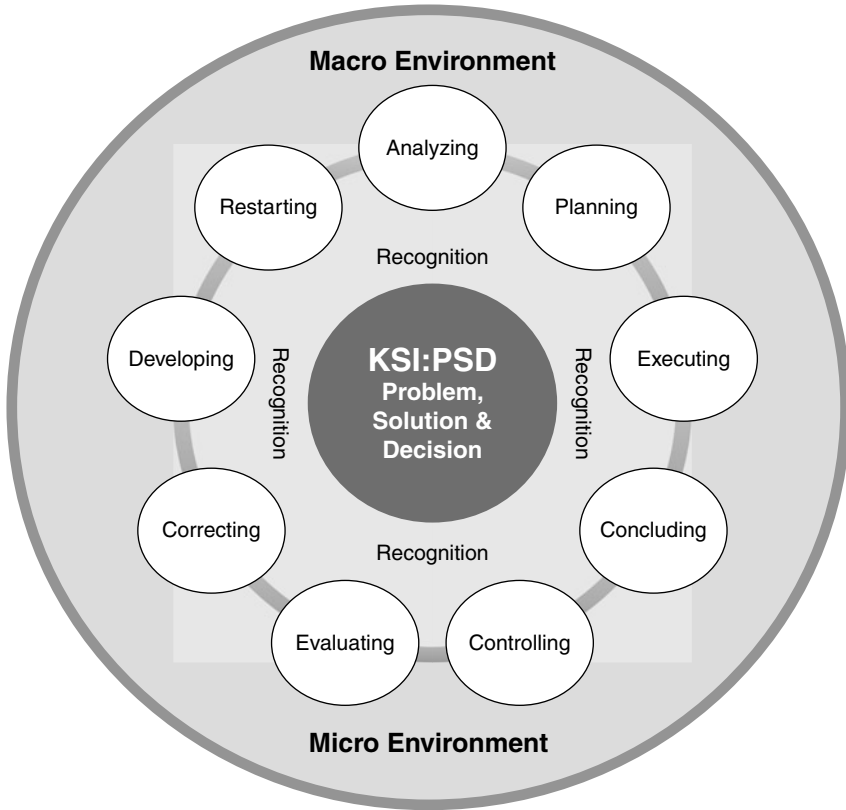 Macro Environment
Analyzing
Restarting
Planning
Recognition
Developing
Recognition
KSI:PSD
Problem,
Solution &
Decision
Recognition
Executing
Correcting
Concluding
Recognition
Evaluating
Controlling
Micro Environment